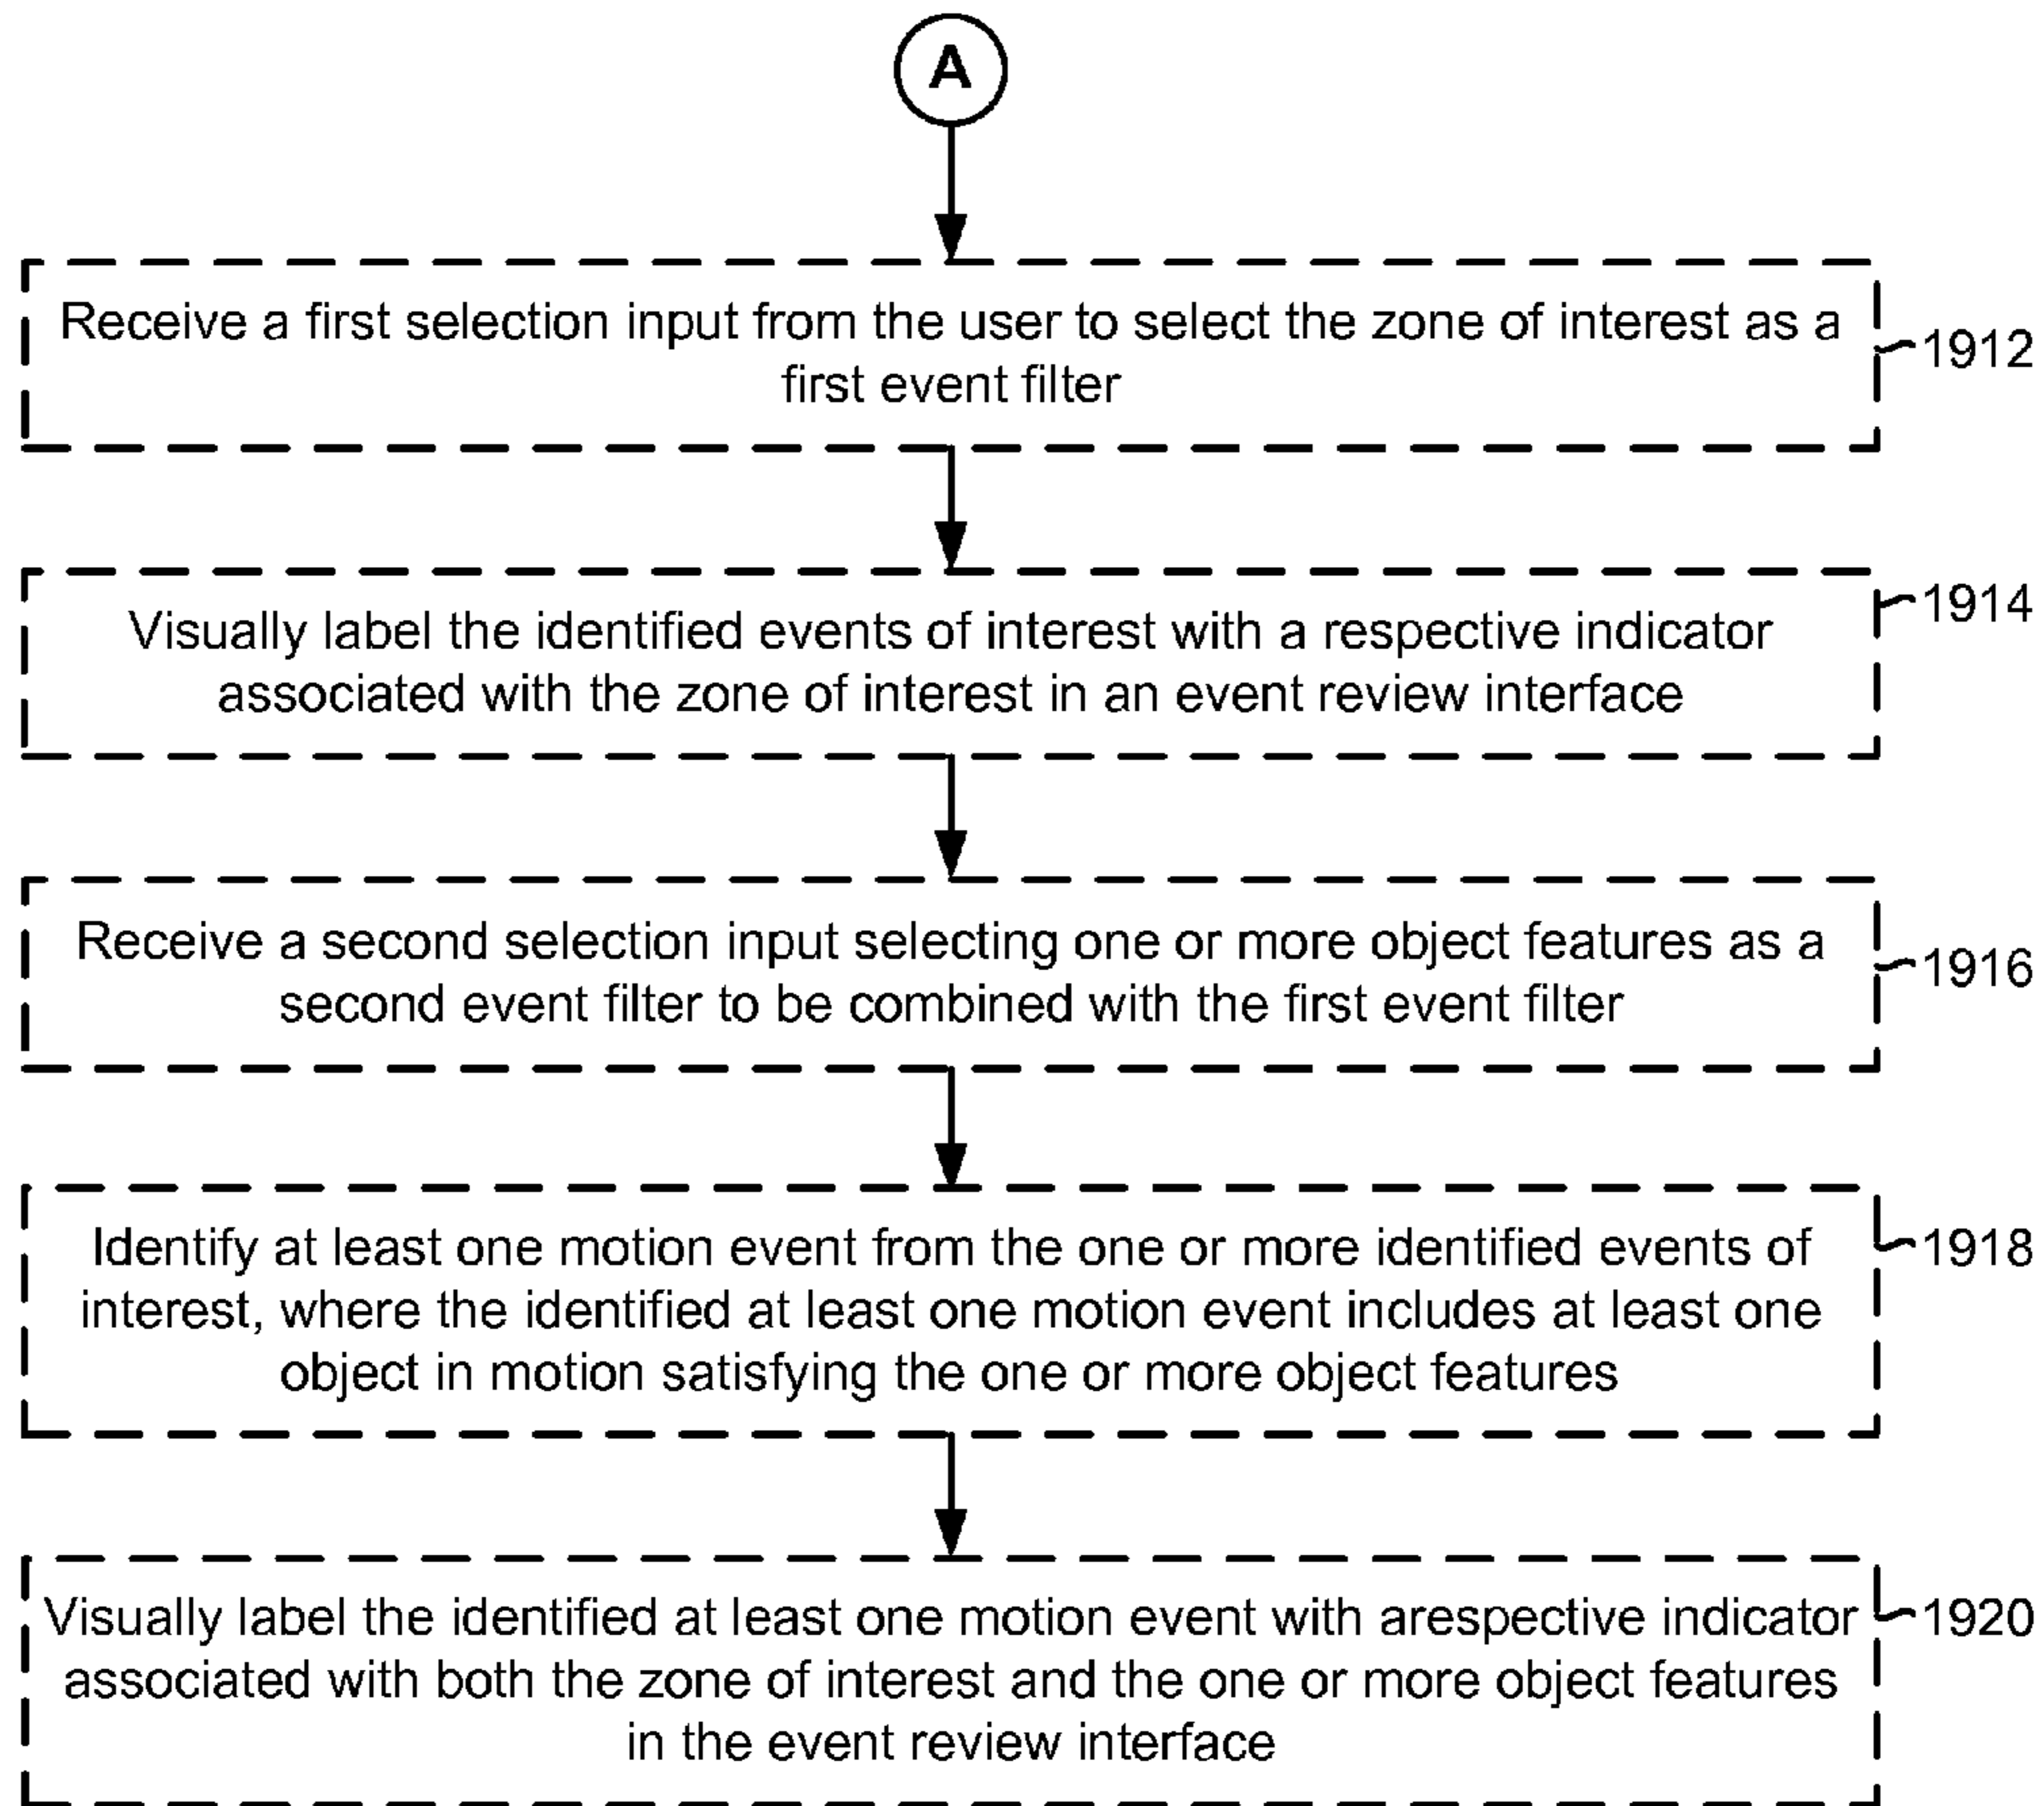 A
Receive a first selection input from the user to select the zone of interest as a
first event filter
1912
Visually label the identified events of interest with a respective indicator
associated with the zone of interest in an event review interface
1914
Receive a second selection input selecting one or more object features as a
second event filter to be combined with the first event filter
1916
Identify at least one motion event from the one or more identified events of
interest, where the identified at least one motion event includes at least one
object in motion satisfying the one or more object features
1918
Visually label the identified at least one motion event with arespective indicator
associated with both the zone of interest and the one or more object features
in the event review interface
1920